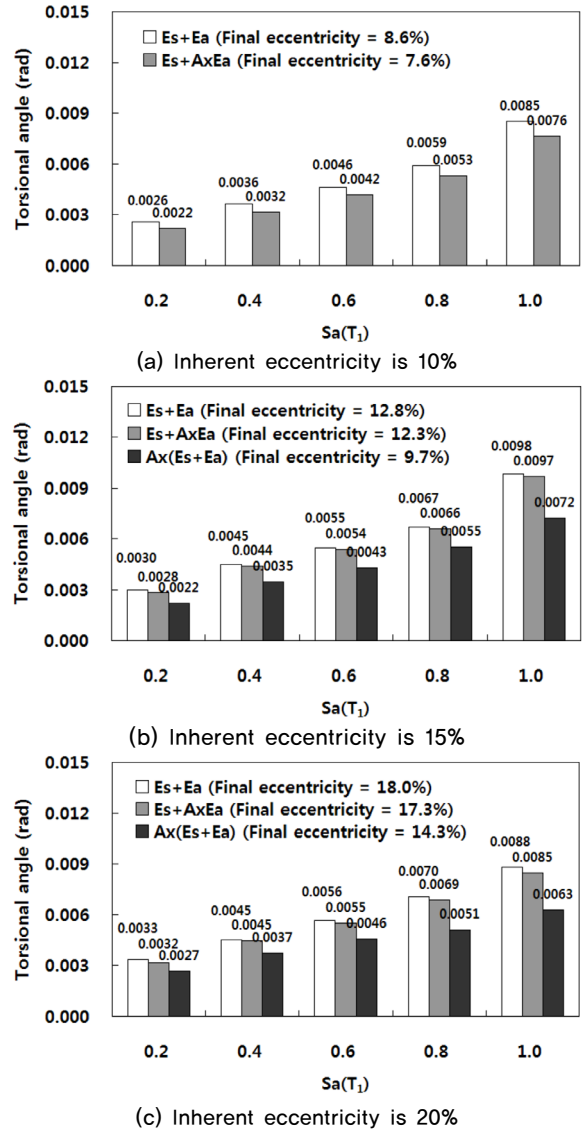 0.015
0.012
0.009
0.006
0.003
0.000
Torsional angle (rad)
Es+Ea (Final eccentricity = 8.6%)
Es+AxEa (Final eccentricity = 7.6%)
0.0026
0.0022
0.0036
0.0032
0.0046
0.0042
0.0059
0.0053
0.0085
0.0076
0.2 0.4 0.6 0.8 1.0
Sa(T1)
(a) Inherent eccentricity is 10%
0.015
0.012
0.009
0.006
0.003
0.000
Torsional angle (rad)
Es+Ea (Final eccentricity = 12.8%)
Es+AxEa (Final eccentricity = 12.3%)
Ax(Es+Ea) (Final eccentricity = 9.7%)
0.0030
0.0028
0.0022
0.0045
0.0044
0.0035
0.0055
0.0054
0.0043
0.0067
0.0066
0.0055
0.0098
0.0097
0.0072
0.2 0.4 0.6 0.8 1.0
Sa(T1)
(b) Inherent eccentricity is 15%
0.015
0.012
0.009
0.006
0.003
0.000
Torsional angle (rad)
Es+Ea (Final eccentricity = 18.0%)
Es+AxEa (Final eccentricity = 17.3%)
Ax(Es+Ea) (Final eccentricity = 14.3%)
0.0033
0.0032
0.0027
0.0045
0.0045
0.0037
0.0056
0.0055
0.0046
0.0070
0.0069
0.0051
0.0088
0.0085
0.0063
0.2 0.4 0.6 0.8 1.0
Sa(T1)
(c) Inherent eccentricity is 20%